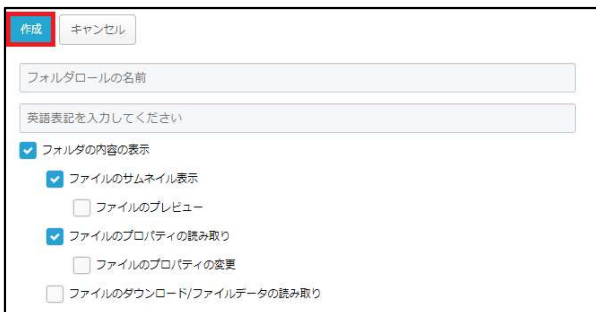 作成 キャンセル
フォルダロールの名前
英語表記を入力してください
フォルダの内容の表示
ファイルのサムネイル表示
ファイルのプレビュー
ファイルのプロパティの読み取り
ファイルのプロパティの変更
ファイルのダウンロード/ファイルデータの読み取り